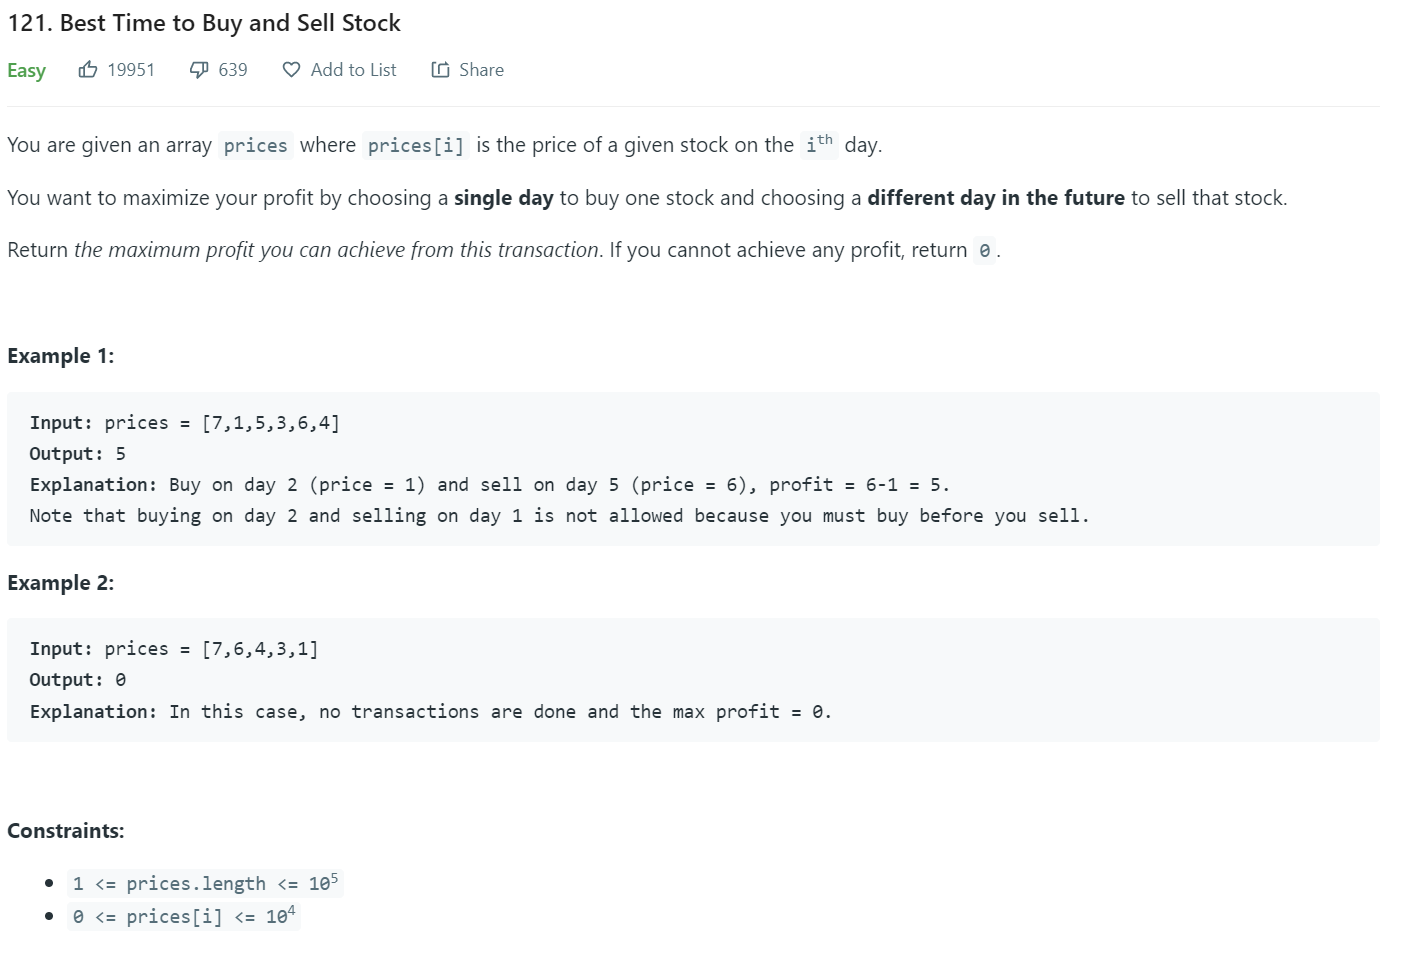 121. Best Time to Buy and Sell Stock
Easy 19951 639 Add to List Share
You are given an array prices where prices[i] is the price of a given stock on the ith day.
You want to maximize your profit by choosing a single day to buy one stock and choosing a different day in the future to sell that stock.
Return the maximum profit you can achieve from this transaction. If you cannot achieve any profit, return 0.
Example 1:
Input: prices = [7,1,5,3,6,4]
Output: 5
Explanation: Buy on day 2 (price = 1) and sell on day 5 (price = 6), profit = 6-1 = 5.
Note that buying on day 2 and selling on day 1 is not allowed because you must buy before you sell.
Example 2:
Input: prices = [7,6,4,3,1]
Output: 0
Explanation: In this case, no transactions are done and the max profit = 0.
Constraints:
1 <= prices.length <= 10⁵
0 <= prices[i] <= 10⁴